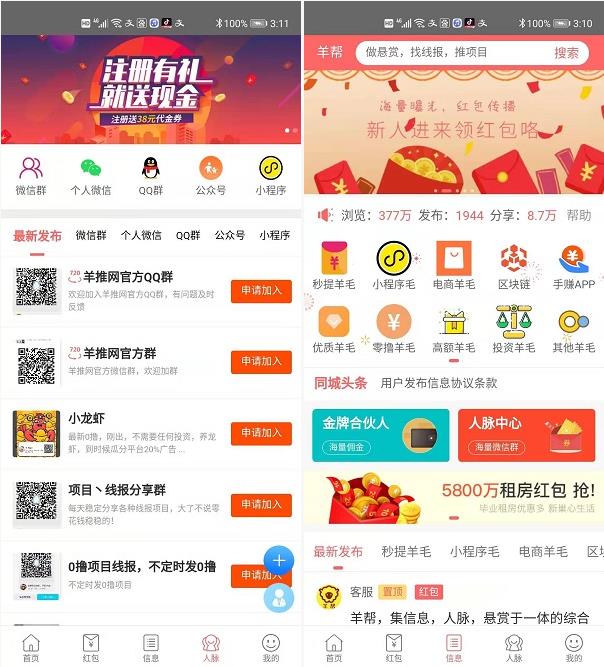 100% 3:11
注册有礼
就送现金
注册送38元代金券
微信群 个人微信 QQ群 公众号 小程序
最新发布 微信群 个人微信 QQ群 公众号 小程序
羊推网官方QQ群
欢迎加入羊推网官方QQ群，有问题及时
反馈
申请加入
羊推网官方群
羊推网官方微信群，欢迎加群
申请加入
小龙虾
最新0撸，刚出，不需要任何投资，养龙
虾，到时候瓜分平台20%广告 ...
申请加入
项目丶线报分享群
每天稳定分享各种线报项目，大了不说零
花钱稳稳的！
申请加入
0撸项目线报，不定时发0撸
不定时发0撸项目
申请加入
首页 红包 信息 人脉 我的
100% 3:10
羊帮 做悬赏，找线报，推项目 搜索
海量曝光，红包传播
新人进来领红包咯
浏览：377万 发布：1944 分享：8.7万 帮助
秒提羊毛 小程序毛 电商羊毛 区块链 手赚APP
优质羊毛 零撸羊毛 高额羊毛 投资羊毛 其他羊毛
同城头条 用户发布信息协议条款
金牌合伙人
海量佣金
人脉中心
海量微信群
券
5800万租房红包 抢!
毕业租房优惠多 新巢心生活
最新发布 秒提羊毛 小程序毛 电商羊毛 区
羊帮
客服 置顶 红包
羊帮，集信息，人脉，悬赏于一体的综合
首页 红包 信息 人脉 我的